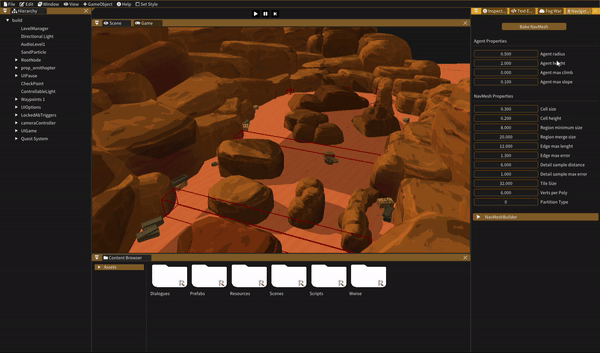 File Edit Window GameObject Help Set Style
Hierarchy
build
LevelManager
Directional Light
AudioLevel1
SandParticle
RootNode
prop_ornithopter
UIPause
CheckPoint
ControllableLight
Waypoints 1
UIOptions
LockedAbTriggers
cameraController
UIGame
Quest System
Scene Game
Inspect... Text E... Fog War Naviget...
Bake NavMesh
Agent Properties
0.500 Agent radius
2.000 Agent height
0.000 Agent max climb
0.100 Agent max slope
NavMesh Properties
0.300 Cell size
0.200 Cell height
8.000 Region minimum size
20.000 Region merge size
12.000 Edge max lenght
1.300 Edge max error
6.000 Detail sample distance
1.000 Detail sample max error
32.000 Tile Size
6.000 Verts per Poly
0 Partition Type
NavMeshBuilder
Content Browser
Assets
Dialogues Prefabs Resources Scenes Scripts Wwise